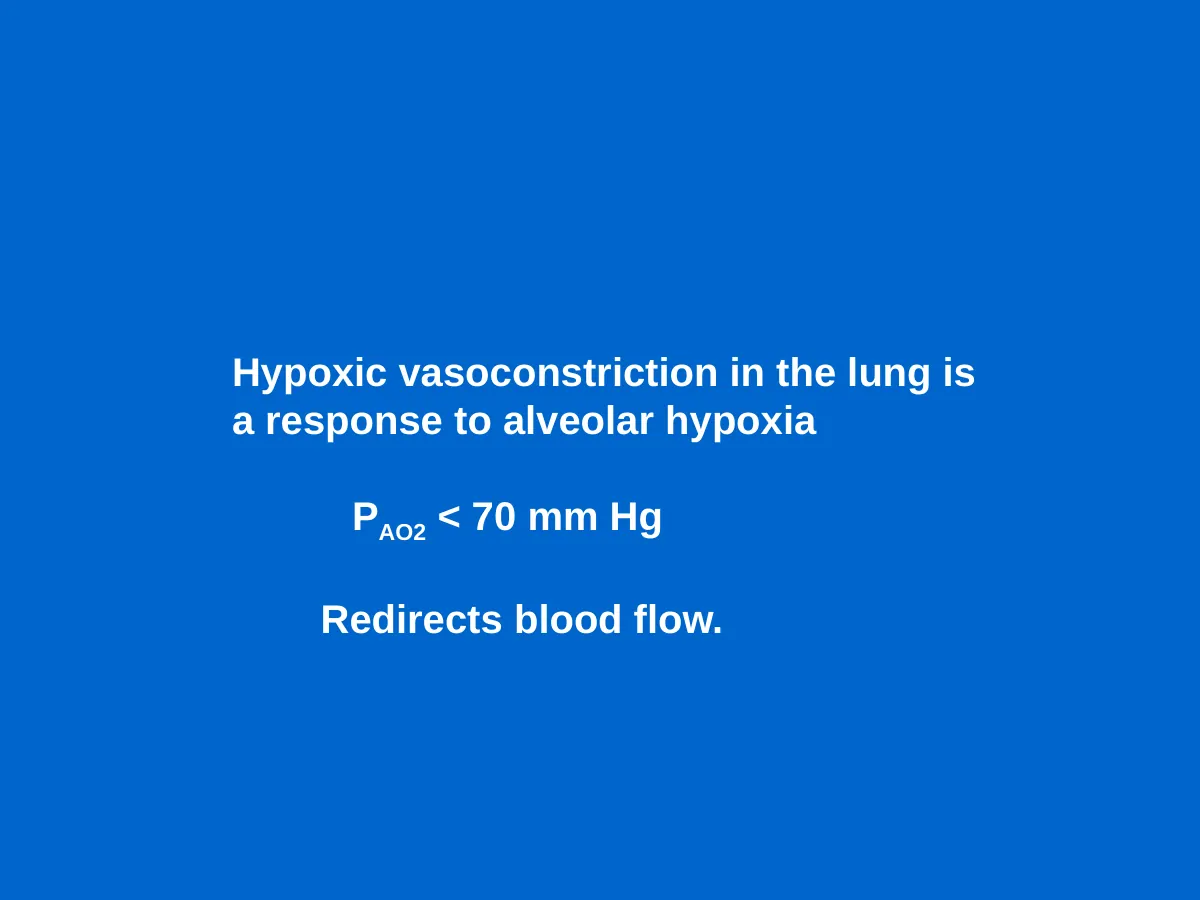 Hypoxic vasoconstriction in the lung is
a response to alveolar hypoxia
PAO2 < 70 mm Hg
Redirects blood flow.